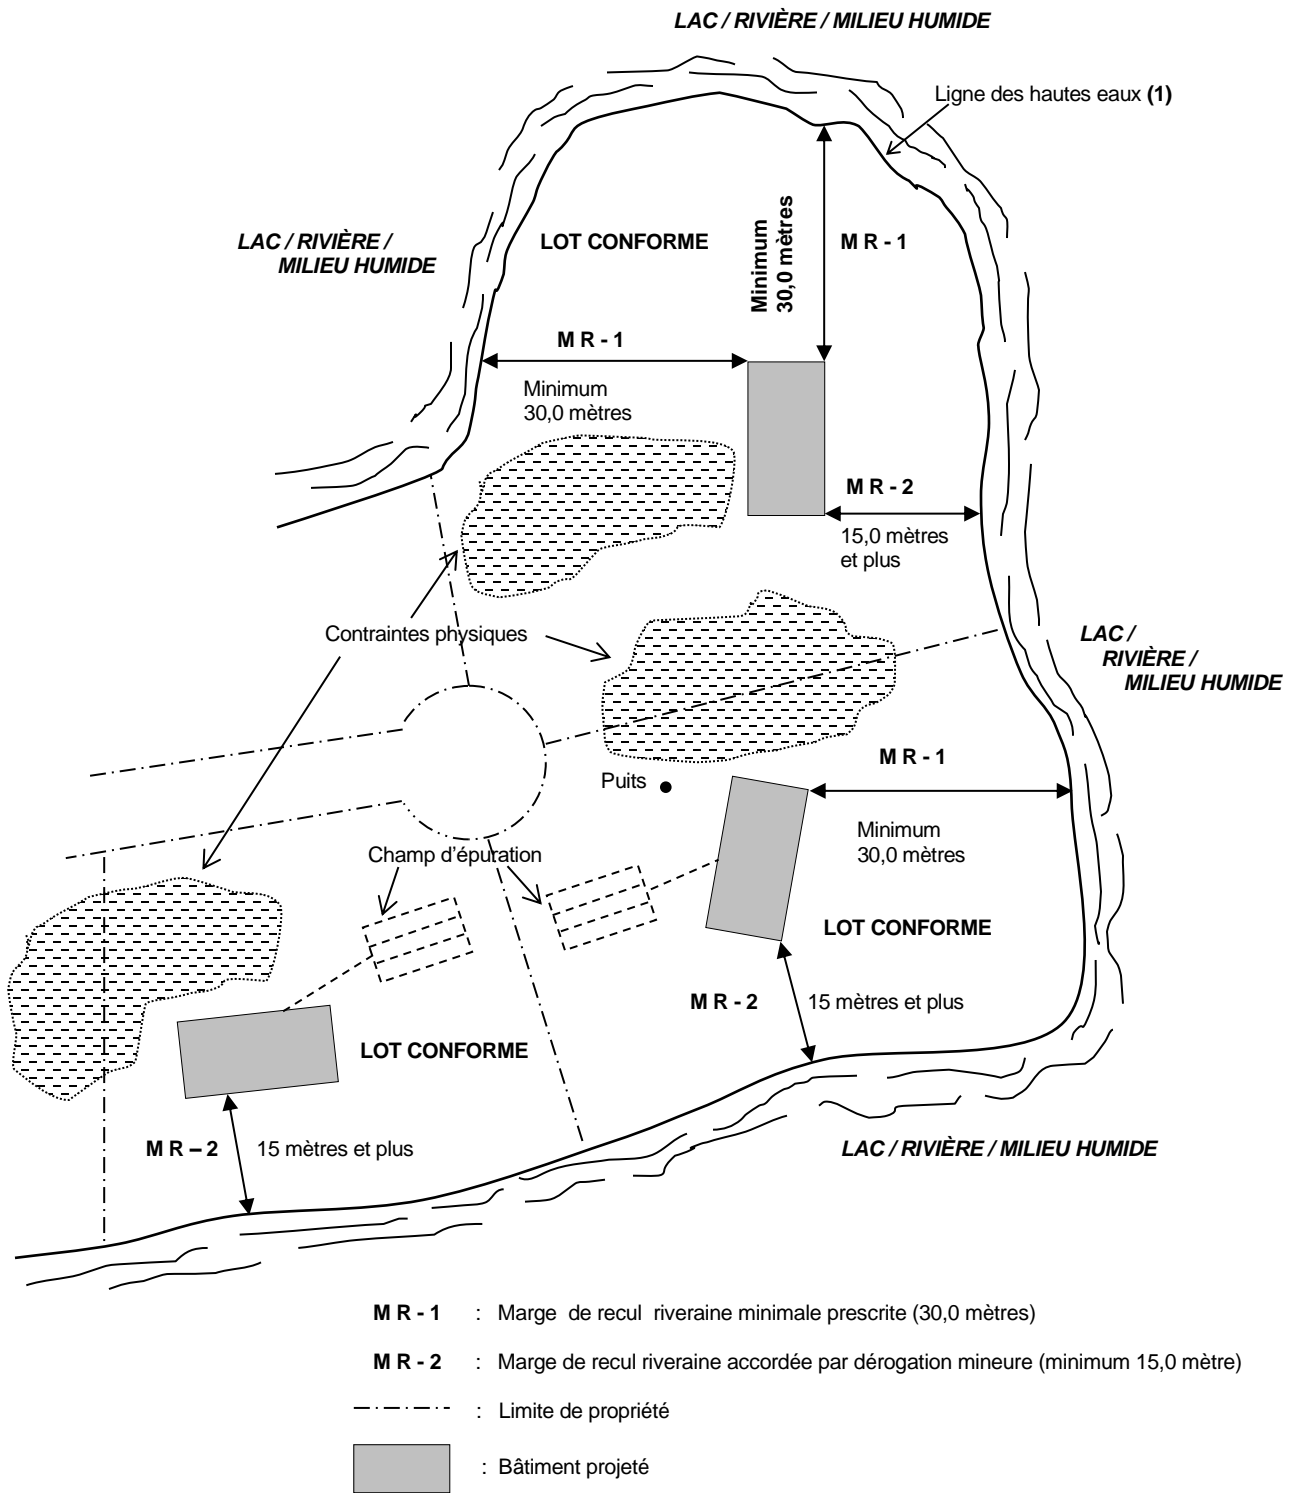 LAC / RIVIÈRE / MILIEU HUMIDE
Ligne des hautes eaux (1)
LAC / RIVIÈRE /
MILIEU HUMIDE
LOT CONFORME
Minimum
30,0 mètres
M R - 1
M R - 1
Minimum
30,0 mètres
M R - 2
15,0 mètres
et plus
Contraintes physiques
LAC /
RIVIÈRE /
MILIEU HUMIDE
M R - 1
Puits
Minimum
30,0 mètres
Champ d'épuration
LOT CONFORME
M R - 2
15 mètres et plus
LOT CONFORME
M R – 2
15 mètres et plus
LAC / RIVIÈRE / MILIEU HUMIDE
M R - 1 : Marge de recul riveraine minimale prescrite (30,0 mètres)
M R - 2 : Marge de recul riveraine accordée par dérogation mineure (minimum 15,0 mètre)
: Limite de propriété
: Bâtiment projeté